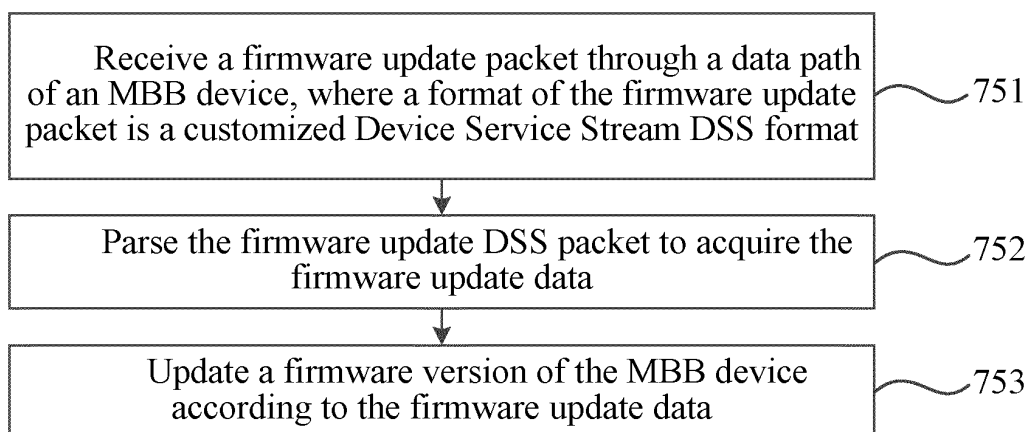 Receive a firmware update packet through a data path
of an MBB device, where a format of the firmware update
packet is a customized Device Service Stream DSS format
751
Parse the firmware update DSS packet to acquire the
firmware update data
752
Update a firmware version of the MBB device
according to the firmware update data
753